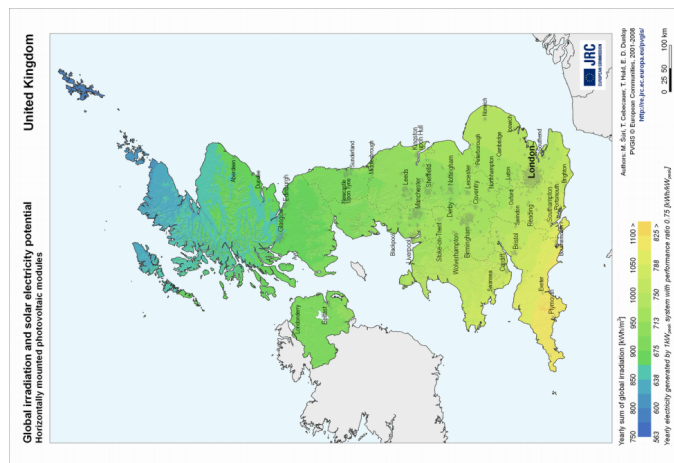 Global irradiation and solar electricity potential
Horizontally mounted photovoltaic modules
United Kingdom
Aberdeen
Dundee
Glasgow
Edinburgh
Londonderry
Belfast
Newcastle
Upon Tyne
Sunderland
Middlesbrough
Blackpool
Leeds
Kingston
upon Hull
Liverpool
Manchester
Sheffield
Stoke-on-Trent
Derby
Nottingham
Wolverhampton
Leicester
Peterborough
Norwich
Birmingham
Coventry
Northampton
Cambridge
Ipswich
Swansea
Cardiff
Oxford
Luton
Bristol
Swindon
Reading
London
Southend
Southampton
Portsmouth
Brighton
Bournemouth
Exeter
Plymouth
JRC
EUROPEAN COMMISSION
Yearly sum of global irradiation [kWh/m²]
750 800 850 900 950 1000 1050 1100 >
563 600 638 675 713 750 788 825 >
Yearly electricity generated by 1kWpeak system with performance ratio 0.75 [kWh/kWpeak]
Authors: M. Šúri, T. Cebecauer, T. Huld, E. D. Dunlop
PVGIS © European Communities, 2001-2008
http://re.jrc.ec.europa.eu/pvgis/
0 25 50 100 km